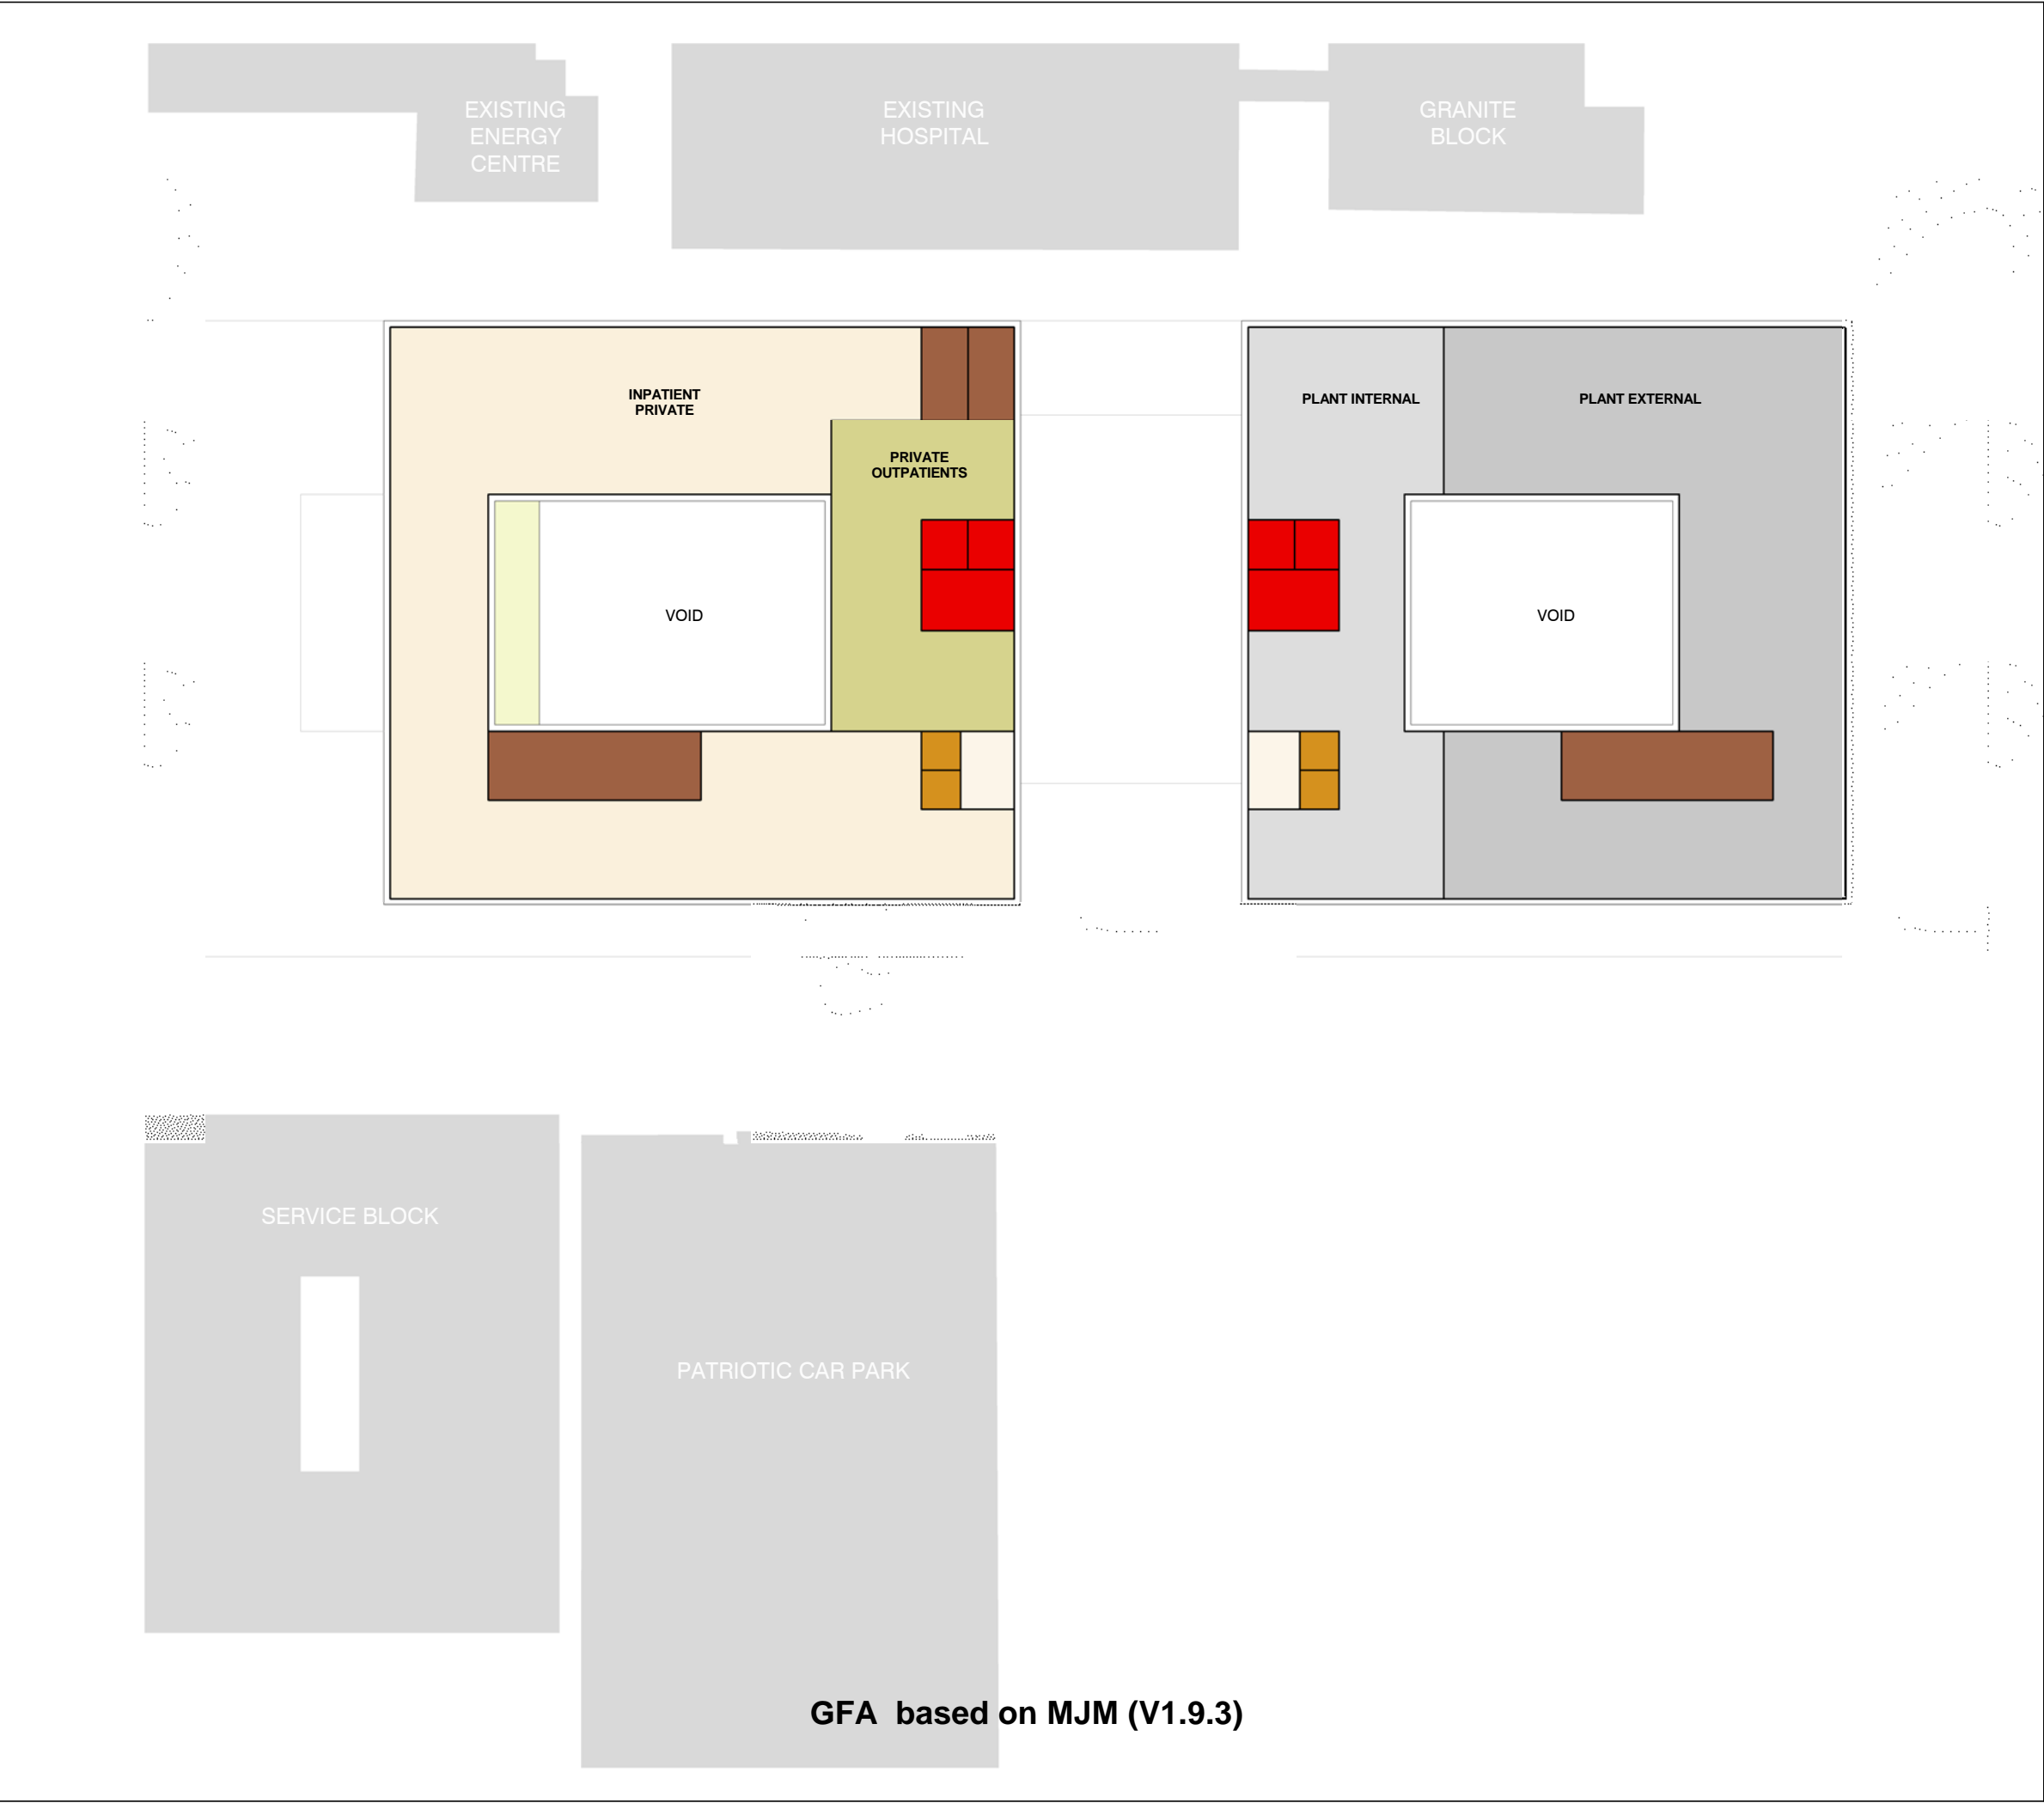 EXISTING
ENERGY
CENTRE
EXISTING
HOSPITAL
GRANITE
BLOCK
INPATIENT
PRIVATE
PRIVATE
OUTPATIENTS
VOID
PLANT INTERNAL
PLANT EXTERNAL
VOID
SERVICE BLOCK
PATRIOTIC CAR PARK
GFA  based on MJM (V1.9.3)